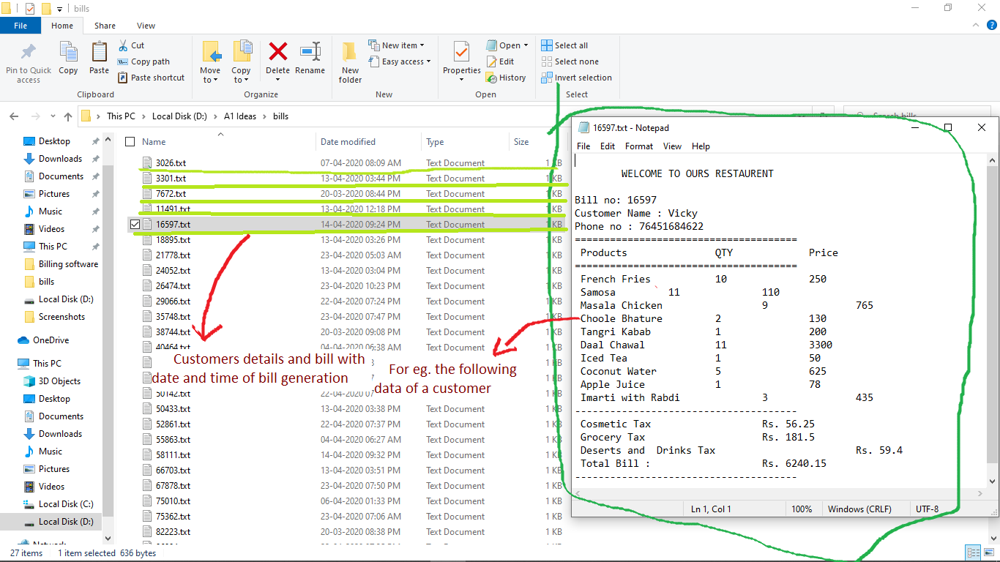 bills
File Home Share View
Pin to Quick access
Copy
Paste
Cut
Copy path
Paste shortcut
Clipboard
Move to
Copy to
Delete
Rename
Organize
New folder
New item
Easy access
New
Properties
Open
Edit
History
Open
Select all
Select none
Invert selection
Select
This PC > Local Disk (D:) > A1 Ideas > bills
Search bills
Desktop
Downloads
Documents
Pictures
Music
Videos
This PC
Billing software
bills
Local Disk (D:)
Screenshots
OneDrive
This PC
3D Objects
Desktop
Documents
Downloads
Music
Pictures
Videos
Local Disk (C:)
Local Disk (D:)
Network
Name Date modified Type Size
3026.txt 07-04-2020 08:09 AM Text Document 1 KB
3301.txt 13-04-2020 03:44 PM Text Document 1 KB
7672.txt 20-03-2020 08:44 PM Text Document 1 KB
11491.txt 13-04-2020 12:18 PM Text Document 1 KB
16597.txt 14-04-2020 09:24 PM Text Document 1 KB
18895.txt 13-04-2020 03:26 PM Text Document 1 KB
21778.txt 23-04-2020 05:03 AM Text Document 1 KB
24052.txt 13-04-2020 03:04 PM Text Document 1 KB
26474.txt 23-04-2020 10:23 PM Text Document 1 KB
29066.txt 22-04-2020 07:24 PM Text Document 1 KB
35748.txt 23-04-2020 07:47 PM Text Document 1 KB
38744.txt 20-03-2020 09:08 PM Text Document 1 KB
40464.txt 04-04-2020 06:38 AM Text Document 1 KB
Customers details and bill with
date and time of bill generation
For eg. the following
data of a customer
50142.txt 22-04-2020 07
50433.txt 13-04-2020 03:38 PM Text Document 1 KB
52861.txt 22-04-2020 07:37 PM Text Document 1 KB
55863.txt 04-04-2020 06:27 AM Text Document 1 KB
58111.txt 14-04-2020 09:32 PM Text Document 1 KB
66703.txt 13-04-2020 03:51 PM Text Document 1 KB
67878.txt 23-04-2020 07:50 PM Text Document 1 KB
75010.txt 06-04-2020 01:33 PM Text Document 1 KB
75362.txt 23-04-2020 07:06 AM Text Document 1 KB
82223.txt 20-03-2020 08:38 PM Text Document 1 KB
27 items 1 item selected 636 bytes
16597.txt - Notepad
File Edit Format View Help
WELCOME TO OURS RESTAURENT
Bill no: 16597
Customer Name : Vicky
Phone no : 76451684622
======================================
Products QTY Price
======================================
French Fries 10 250
Samosa 11 110
Masala Chicken 9 765
Choole Bhature 2 130
Tangri Kabab 1 200
Daal Chawal 11 3300
Iced Tea 1 50
Coconut Water 5 625
Apple Juice 1 78
Imarti with Rabdi 3 435
--------------------------------------
Cosmetic Tax Rs. 56.25
Grocery Tax Rs. 181.5
Deserts and Drinks Tax Rs. 59.4
Total Bill : Rs. 6240.15
--------------------------------------
Ln 1, Col 1 100% Windows (CRLF) UTF-8